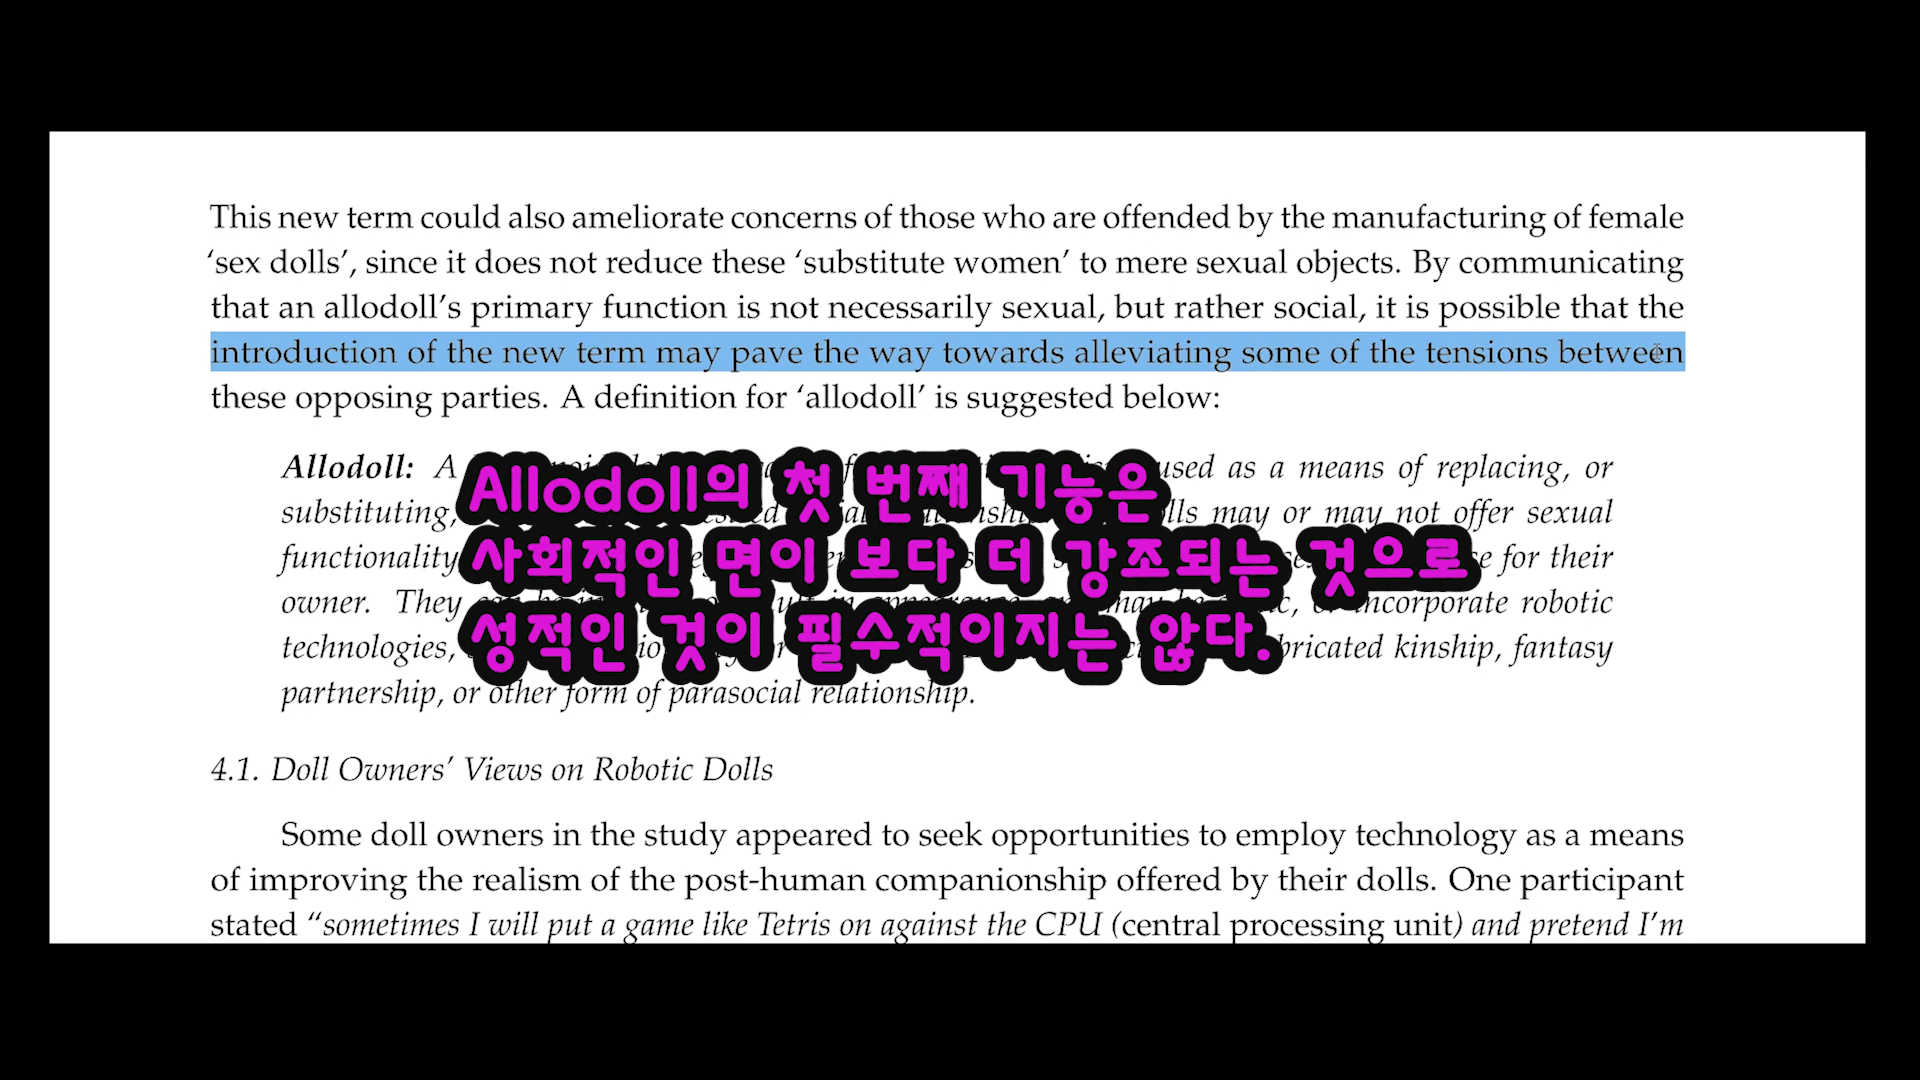 This new term could also ameliorate concerns of those who are offended by the manufacturing of female
‘sex dolls’, since it does not reduce these ‘substitute women’ to mere sexual objects. By communicating
that an allodoll’s primary function is not necessarily sexual, but rather social, it is possible that the
introduction of the new term may pave the way towards alleviating some of the tensions between
these opposing parties. A definition for ‘allodoll’ is suggested below:
Allodoll: A used as a means of replacing, or
substituting, may or may not offer sexual
functionality for their
owner. They incorporate robotic
technologies, kinship, fantasy
partnership, or other form of parasocial relationship.
Allodoll의 첫 번째 기능은
사회적인 면이 보다 더 강조되는 것으로
성적인 것이 필수적이지는 않다.
4.1. Doll Owners’ Views on Robotic Dolls
Some doll owners in the study appeared to seek opportunities to employ technology as a means
of improving the realism of the post-human companionship offered by their dolls. One participant
stated “sometimes I will put a game like Tetris on against the CPU (central processing unit) and pretend I’m